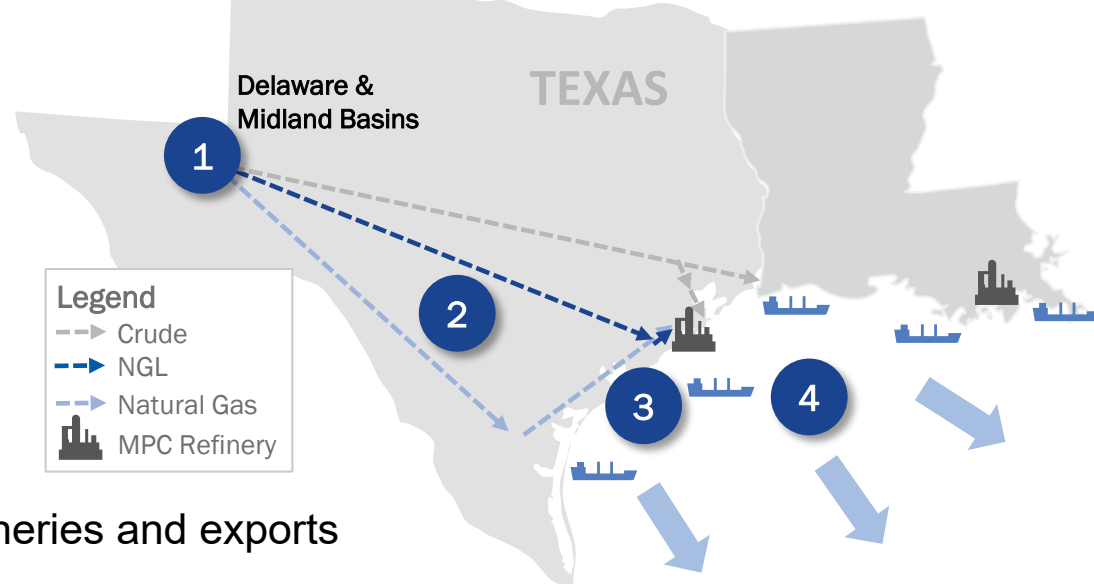 Delaware &
Midland Basins
TEXAS
1
2
3
4
Legend
Crude
NGL
Natural Gas
MPC Refinery
neries and exports